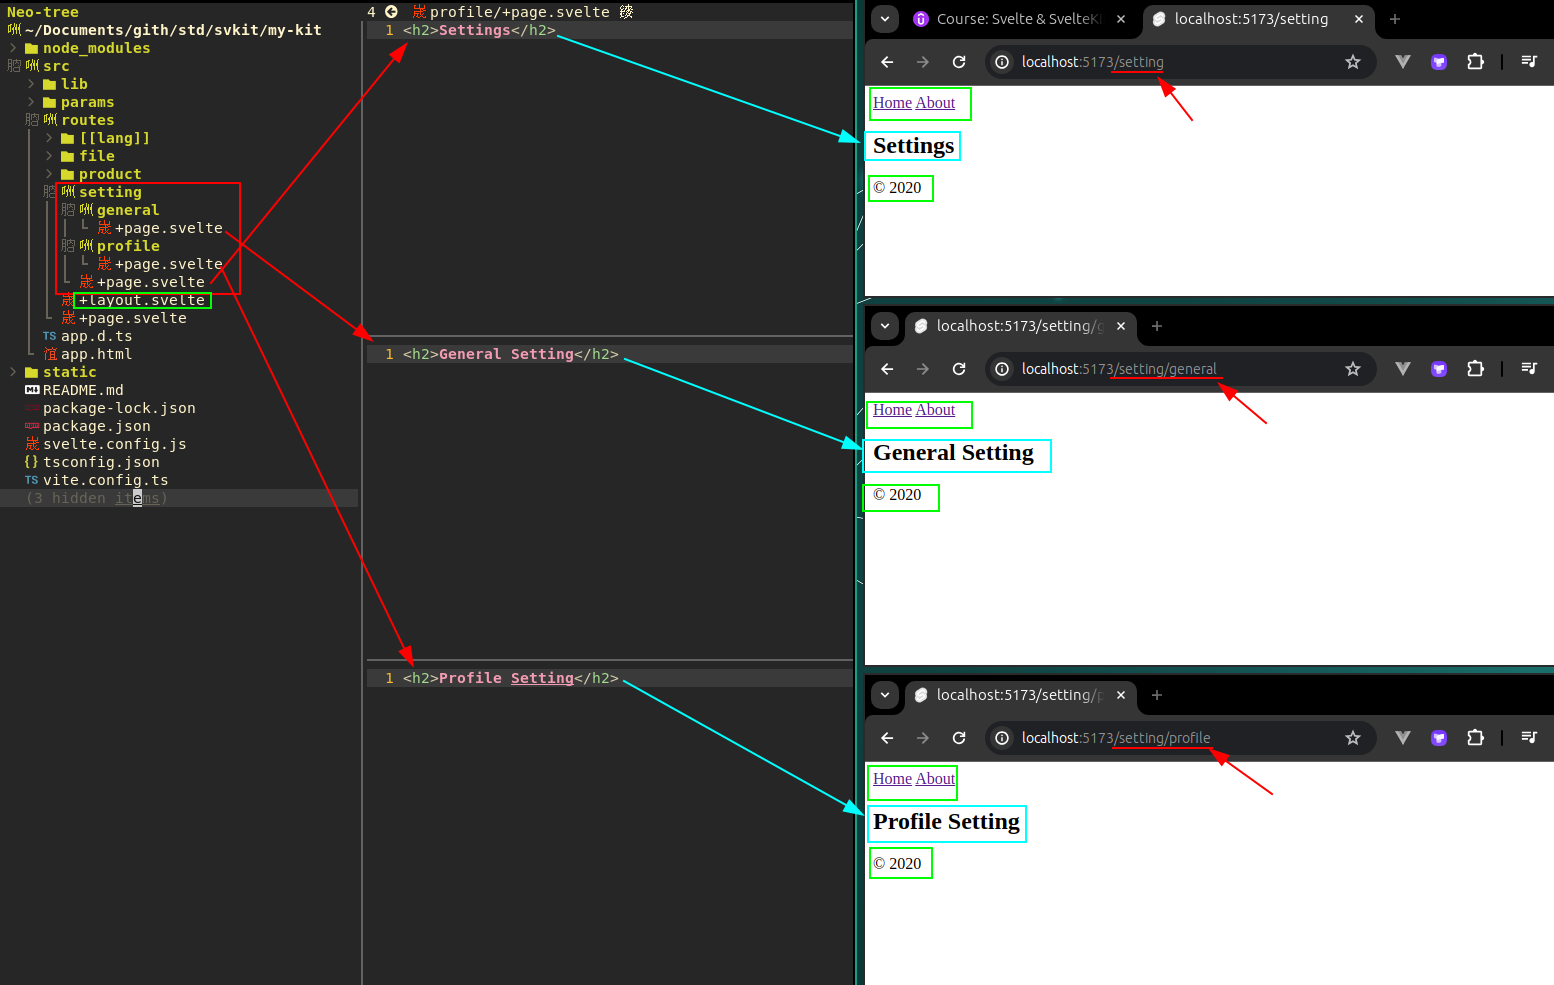 Neo-tree
~/Documents/gith/std/svkit/my-kit
node_modules
src
lib
params
routes
[[lang]]
file
product
setting
general
+page.svelte
profile
+page.svelte
+page.svelte
+layout.svelte
+page.svelte
TS app.d.ts
app.html
static
README.md
package-lock.json
package.json
svelte.config.js
{} tsconfig.json
TS vite.config.ts
(3 hidden items)
4 profile/+page.svelte
1 <h2>Settings</h2>
1 <h2>General Setting</h2>
1 <h2>Profile Setting</h2>
Course: Svelte & SvelteKi
localhost:5173/setting
localhost:5173/setting
Home About
Settings
© 2020
localhost:5173/setting/g
localhost:5173/setting/general
Home About
General Setting
© 2020
localhost:5173/setting/p
localhost:5173/setting/profile
Home About
Profile Setting
© 2020